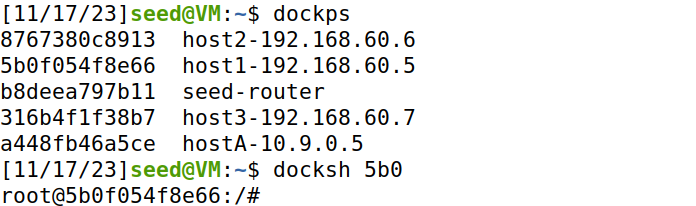 [11/17/23]seed@VM:~$ dockps
8767380c8913  host2-192.168.60.6
5b0f054f8e66  host1-192.168.60.5
b8deea797b11  seed-router
316b4f1f38b7  host3-192.168.60.7
a448fb46a5ce  hostA-10.9.0.5
[11/17/23]seed@VM:~$ docksh 5b0
root@5b0f054f8e66:/#